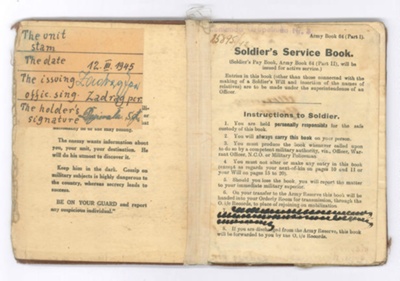 The unit
stam
The date 12. III. 1945
The issuing
office sing. Zadragper
The holder's
signature
memorially as he may find them.
The enemy wants information about
you, your unit, your destination. He
will do his utmost to discover it.
Keep him in the dark. Gossip on
military subjects is highly dangerous to
the country, whereas secrecy leads to
success.
BE ON YOUR GUARD and report
any suspicious individual."
Army Book 64 (Part I).
Soldier's Service Book.
(Soldier's Pay Book, Army Book 64 (Part II), will be
issued for active service.)
Entries in this book (other than those connected with the
making of a Soldier's Will and insertion of the names of
relatives) are to be made under the superintendence of an
Officer.
Instructions to Soldier.
1. You are held personally responsible for the safe
custody of this book.
2. You will always carry this book on your person.
3. You must produce the book whenever called upon
to do so by a competent military authority, viz., Officer, Warrant
Officer, N.C.O. or Military Policeman.
4. You must not alter or make any entry in this book
(except as regards your next-of-kin on pages 10 and 11 or
your Will on pages 15 to 20).
5. Should you lose the book, you will report the matter
to your immediate military superior.
6. On your transfer to the Army Reserve this book will be
handed into your Orderly Room for transmission, through the
O. i/c Records, to place of rejoining on mobilization.
8. If you are discharged from the Army Reserve, this book
will be forwarded to you by the O. i/c Records.